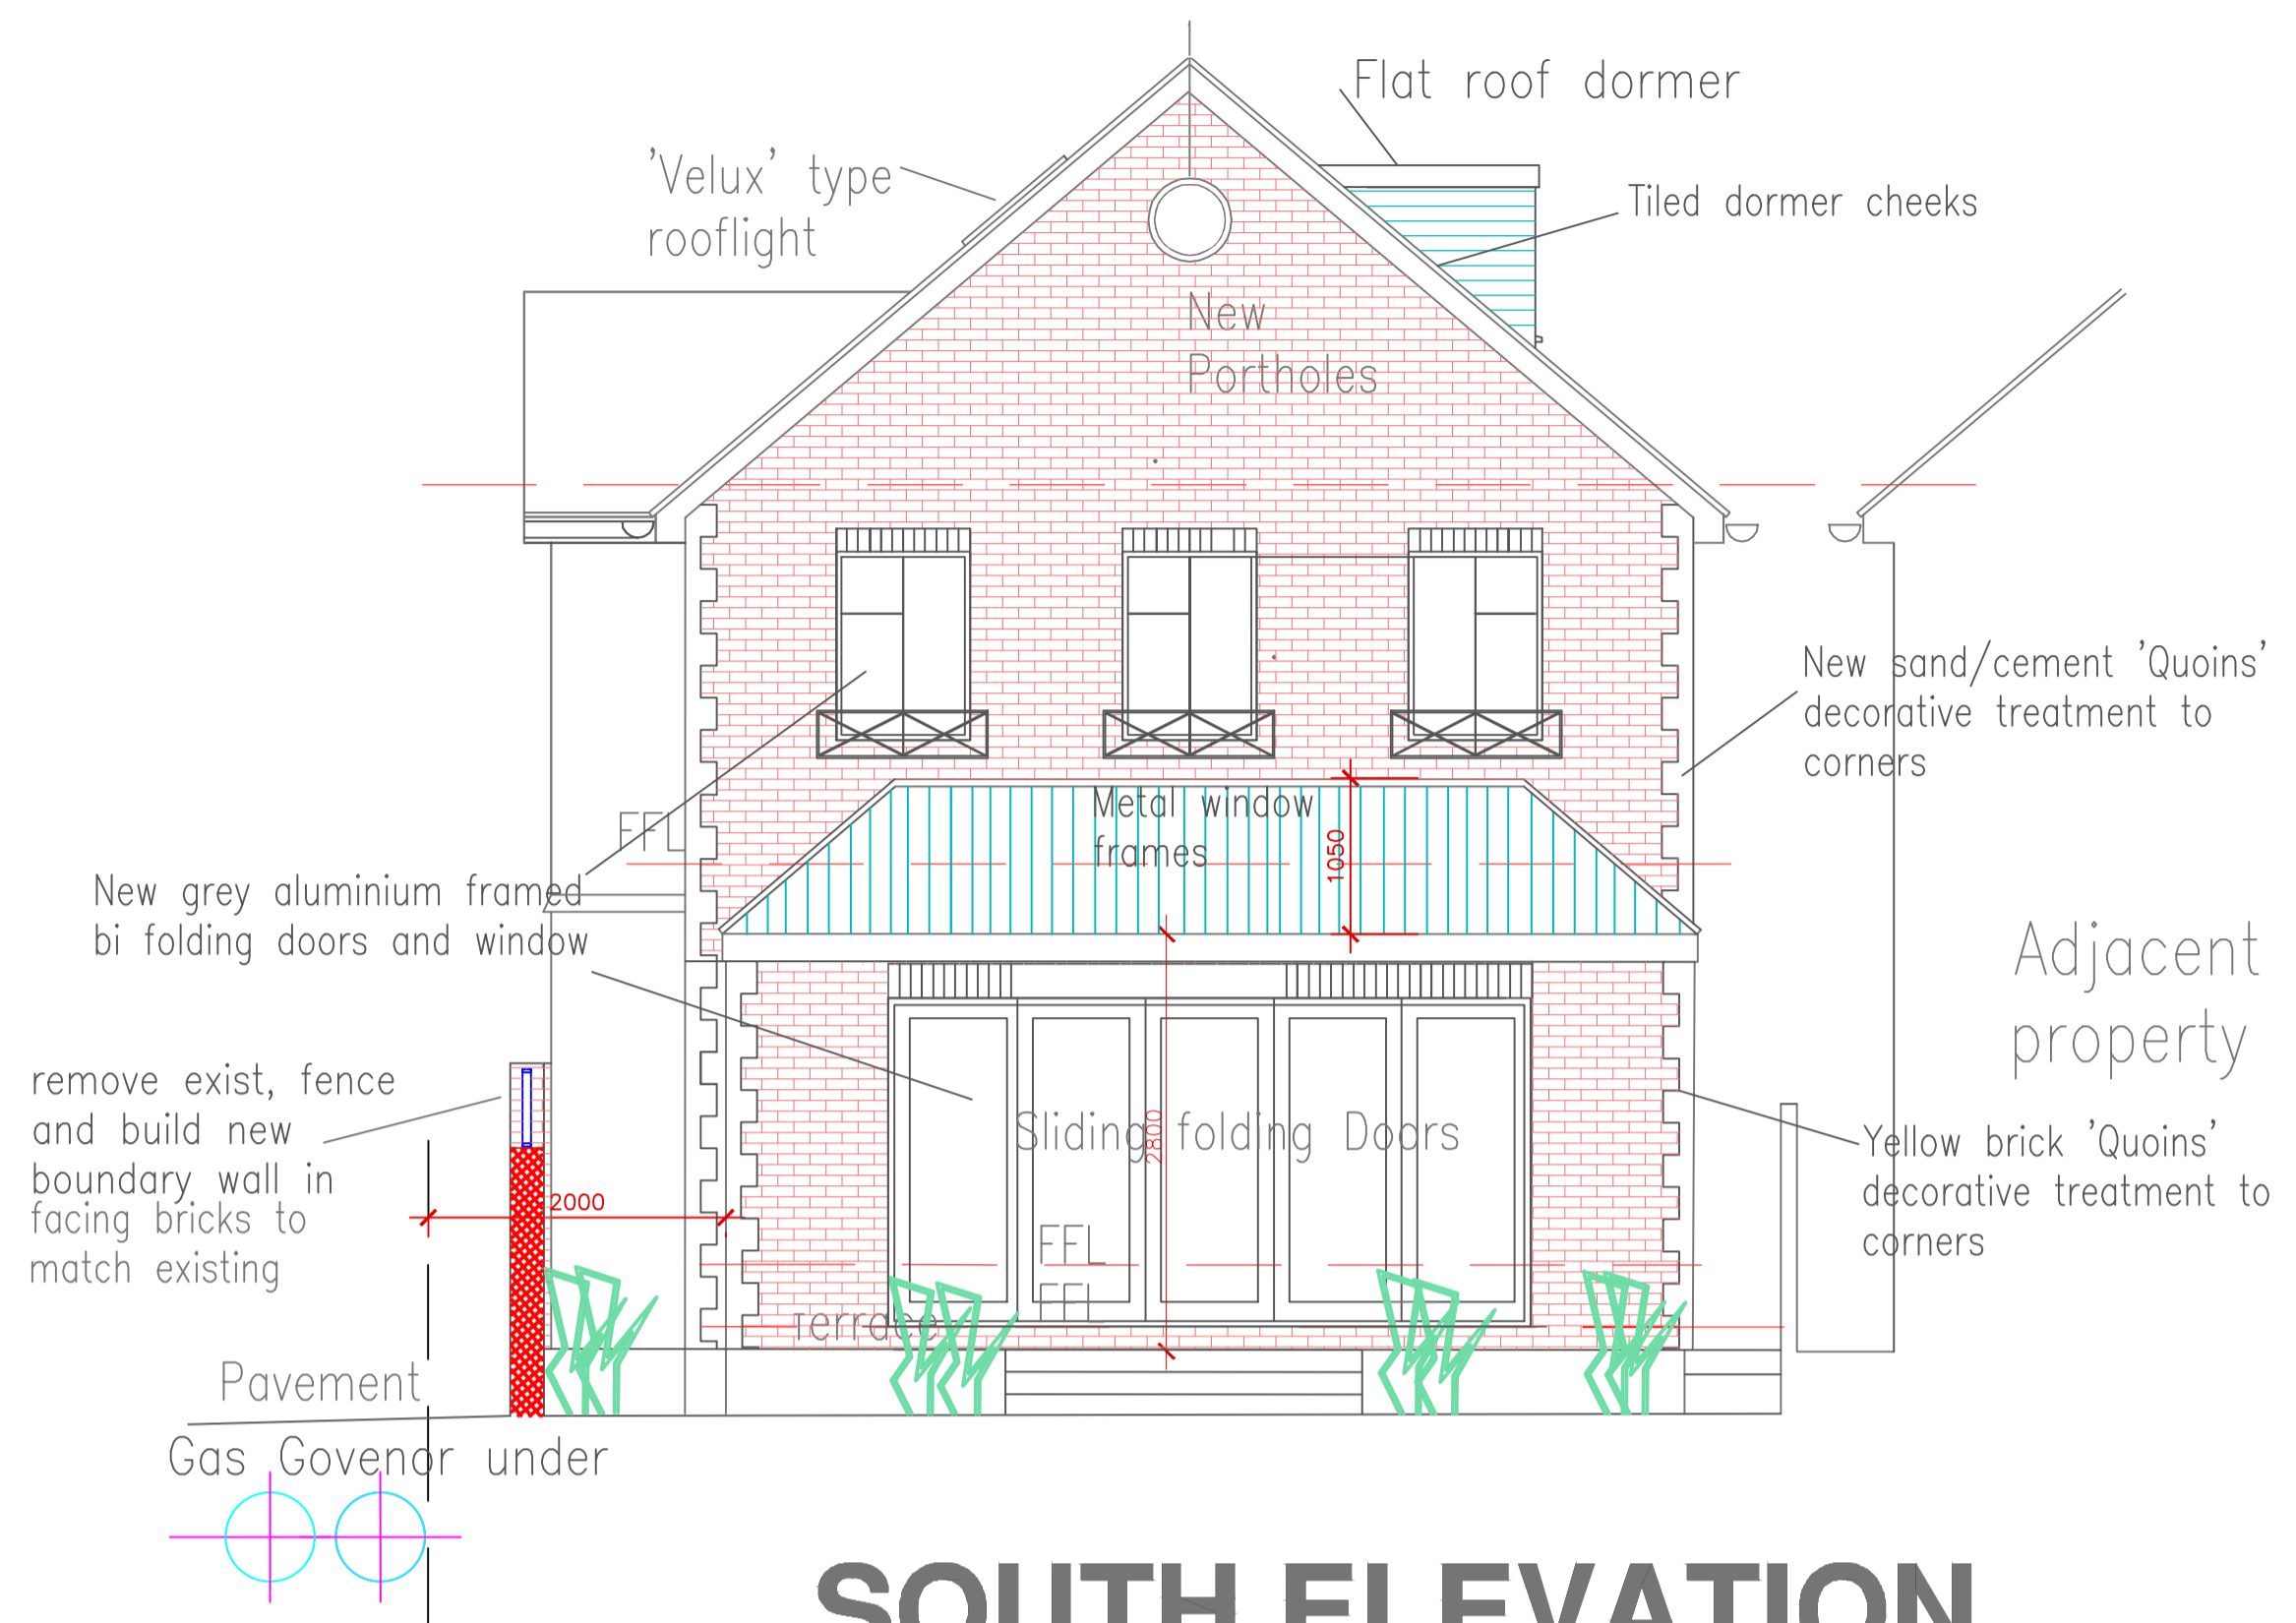 Flat roof dormer
'Velux' type
rooflight
Tiled dormer cheeks
New
Portholes
New sand/cement 'Quoins'
decorative treatment to
corners
Metal window
frames
1050
FFL
New grey aluminium framed
bi folding doors and window
Adjacent
property
remove exist, fence
and build new
boundary wall in
facing bricks to
match existing
Sliding folding Doors
2800
Yellow brick 'Quoins'
decorative treatment to
corners
2000
FFL
FFL
Terrace
Pavement
Gas Govenor under
SOUTH ELEVATION